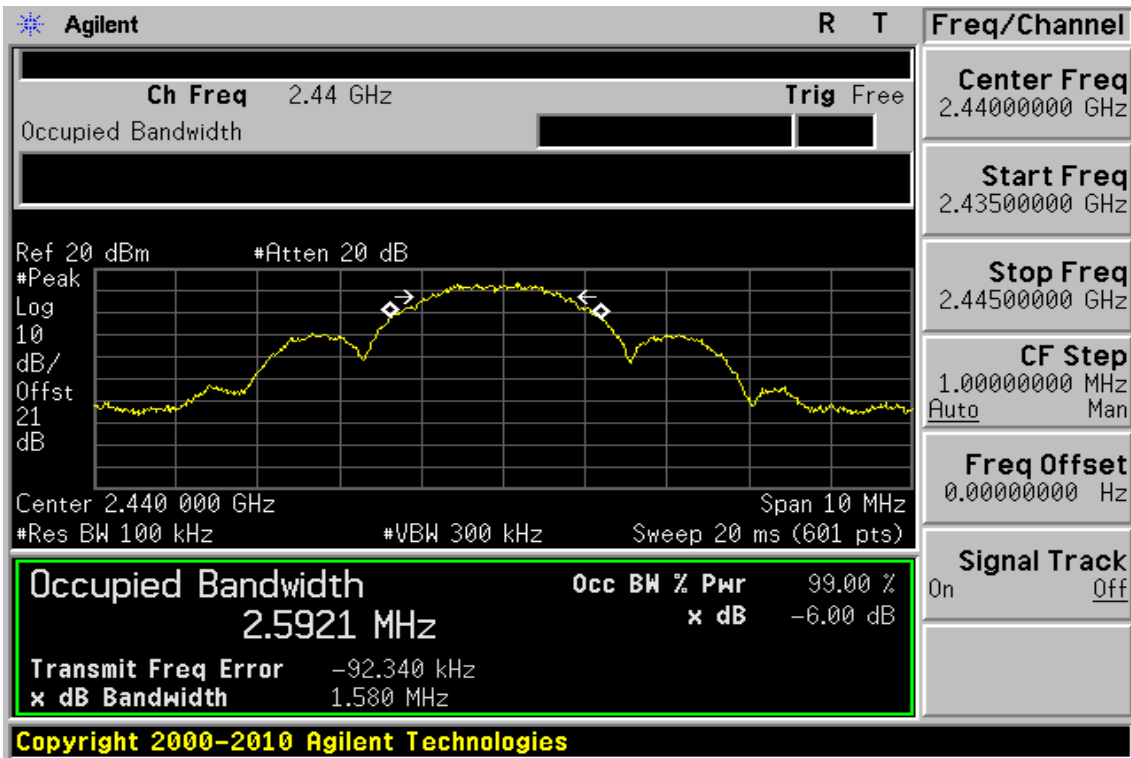 Agilent R T Freq/Channel
Ch Freq 2.44 GHz Trig Free
Occupied Bandwidth
Center Freq
2.44000000 GHz
Start Freq
2.43500000 GHz
Stop Freq
2.44500000 GHz
CF Step
1.00000000 MHz
Auto Man
Freq Offset
0.00000000 Hz
Signal Track
On Off
Ref 20 dBm #Atten 20 dB
#Peak
Log
10
dB/
Offst
21
dB
Center 2.440 000 GHz Span 10 MHz
#Res BW 100 kHz #VBW 300 kHz Sweep 20 ms (601 pts)
Occupied Bandwidth
2.5921 MHz
Occ BW % Pwr 99.00 %
x dB -6.00 dB
Transmit Freq Error -92.340 kHz
x dB Bandwidth 1.580 MHz
Copyright 2000-2010 Agilent Technologies